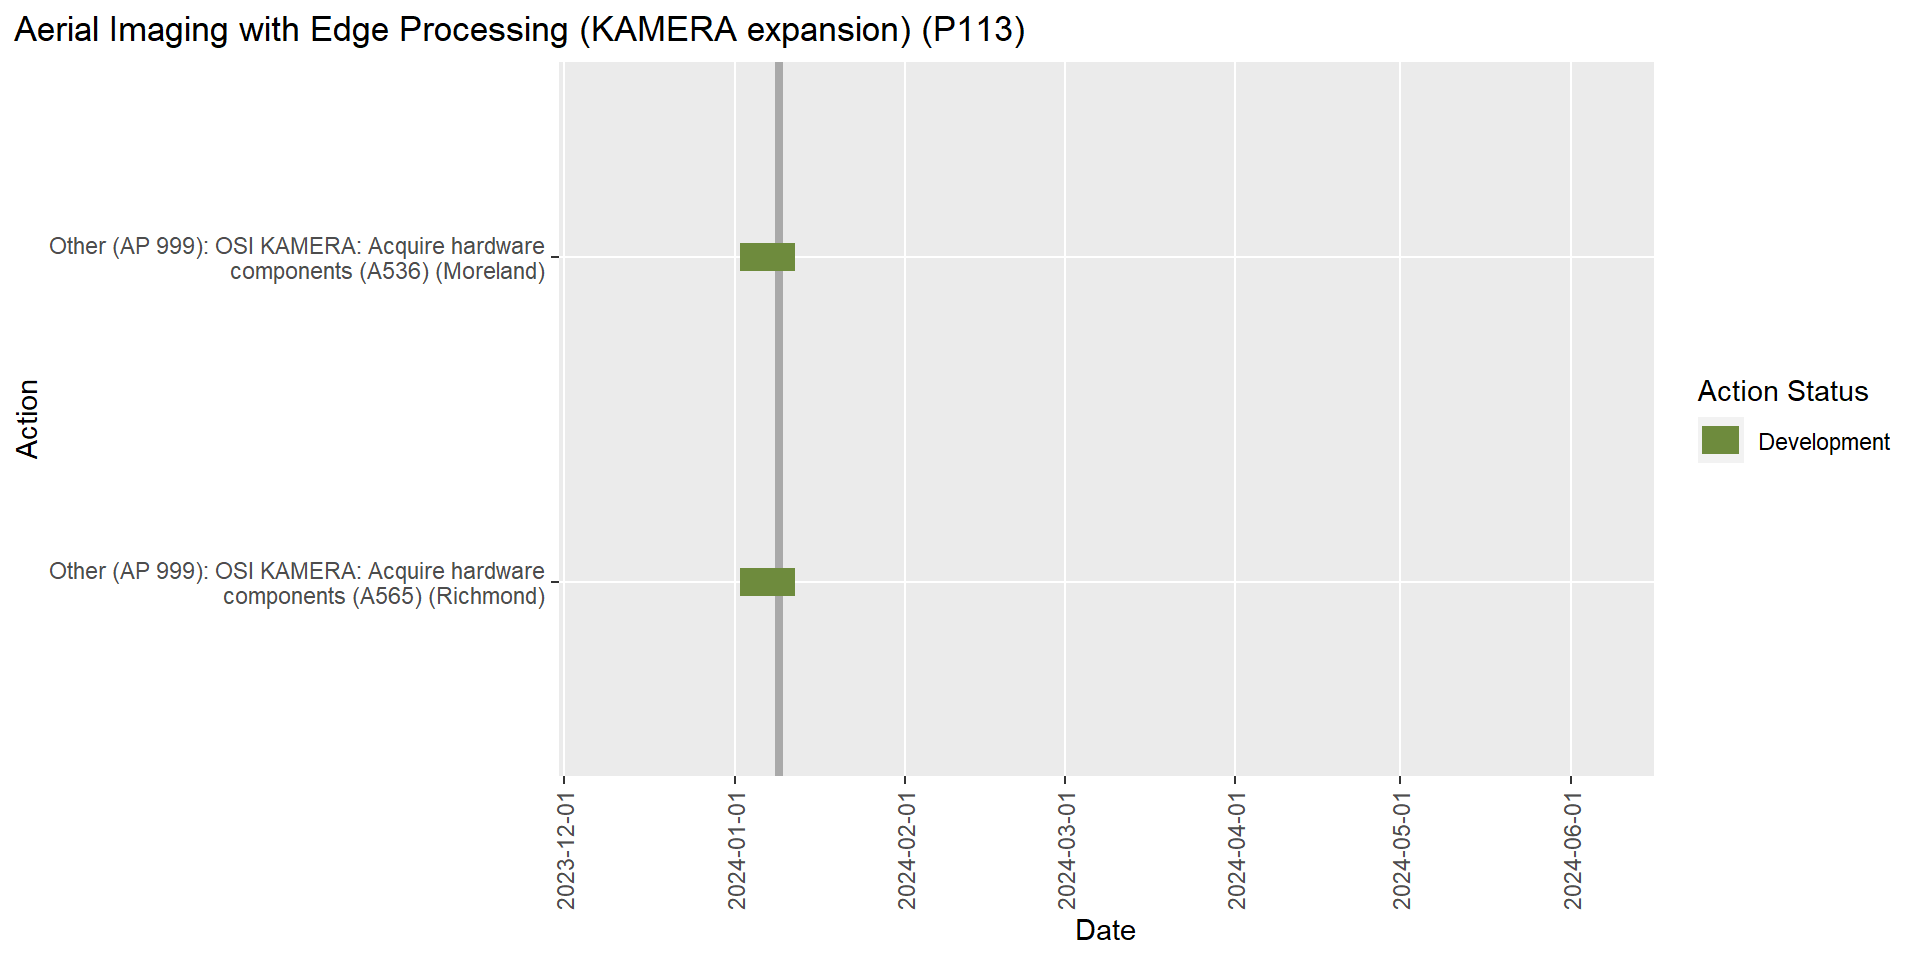 Aerial Imaging with Edge Processing (KAMERA expansion) (P113)
Other (AP 999): OSI KAMERA: Acquire hardware
components (A536) (Moreland)
Other (AP 999): OSI KAMERA: Acquire hardware
components (A565) (Richmond)
Action
Action Status
Development
2023-12-01
2024-01-01
2024-02-01
2024-03-01
2024-04-01
2024-05-01
2024-06-01
Date